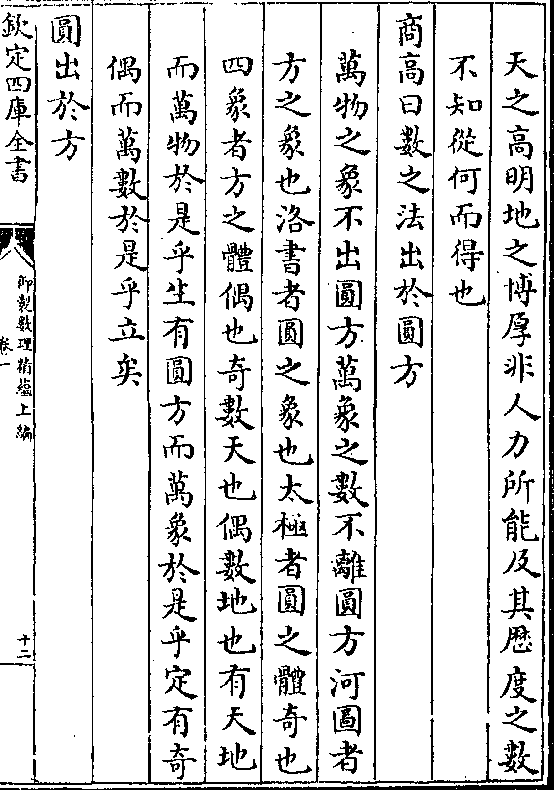 天之高明地之博厚非人力所能及其厯度之數
不知從何而得也
商高曰數之法出於圓方
萬物之象不出圓方萬象之數不離圓方河圖者
方之象也洛書者圓之象也太極者圓之體奇也
四象者方之體偶也奇數天也偶數地也有天地
而萬物於是乎生有圓方而萬象於是乎定有奇
偶而萬數於是乎立矣
圓出於方
欽定四庫全書
御製數理精蘊上編
卷一
十二